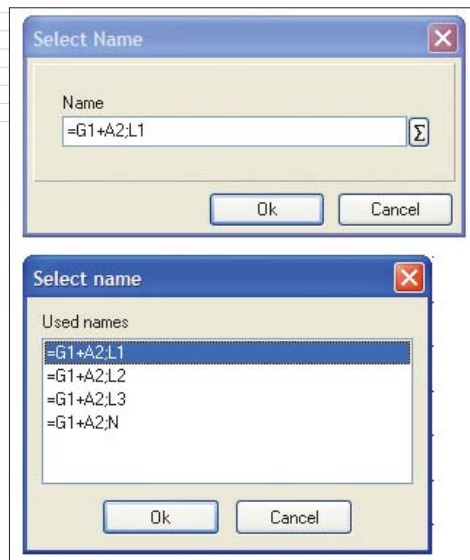 Select Name
Name
=G1+A2;L1
Σ
Ok Cancel
Select name
Used names
=G1+A2;L1
=G1+A2;L2
=G1+A2;L3
=G1+A2;N
Ok Cancel